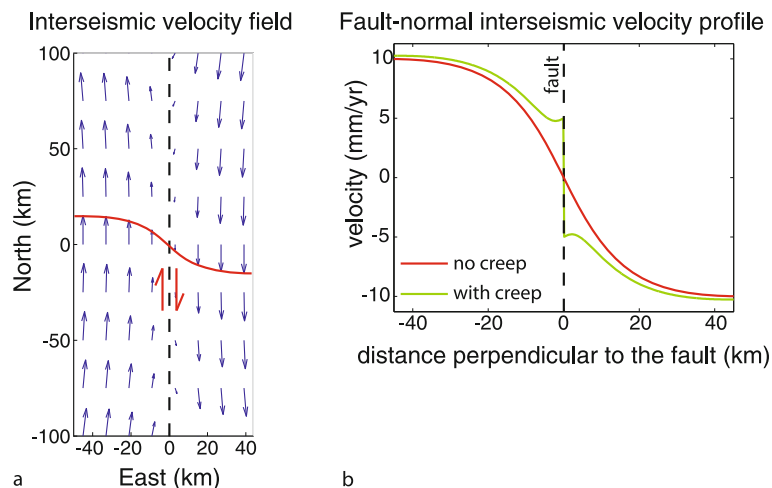 Interseismic velocity field
100
50
0
-50
-100
North (km)
-40 -20 0 20 40
East (km)
a
Fault-normal interseismic velocity profile
10
5
0
-5
-10
velocity (mm/yr)
fault
no creep
with creep
-40 -20 0 20 40
distance perpendicular to the fault (km)
b